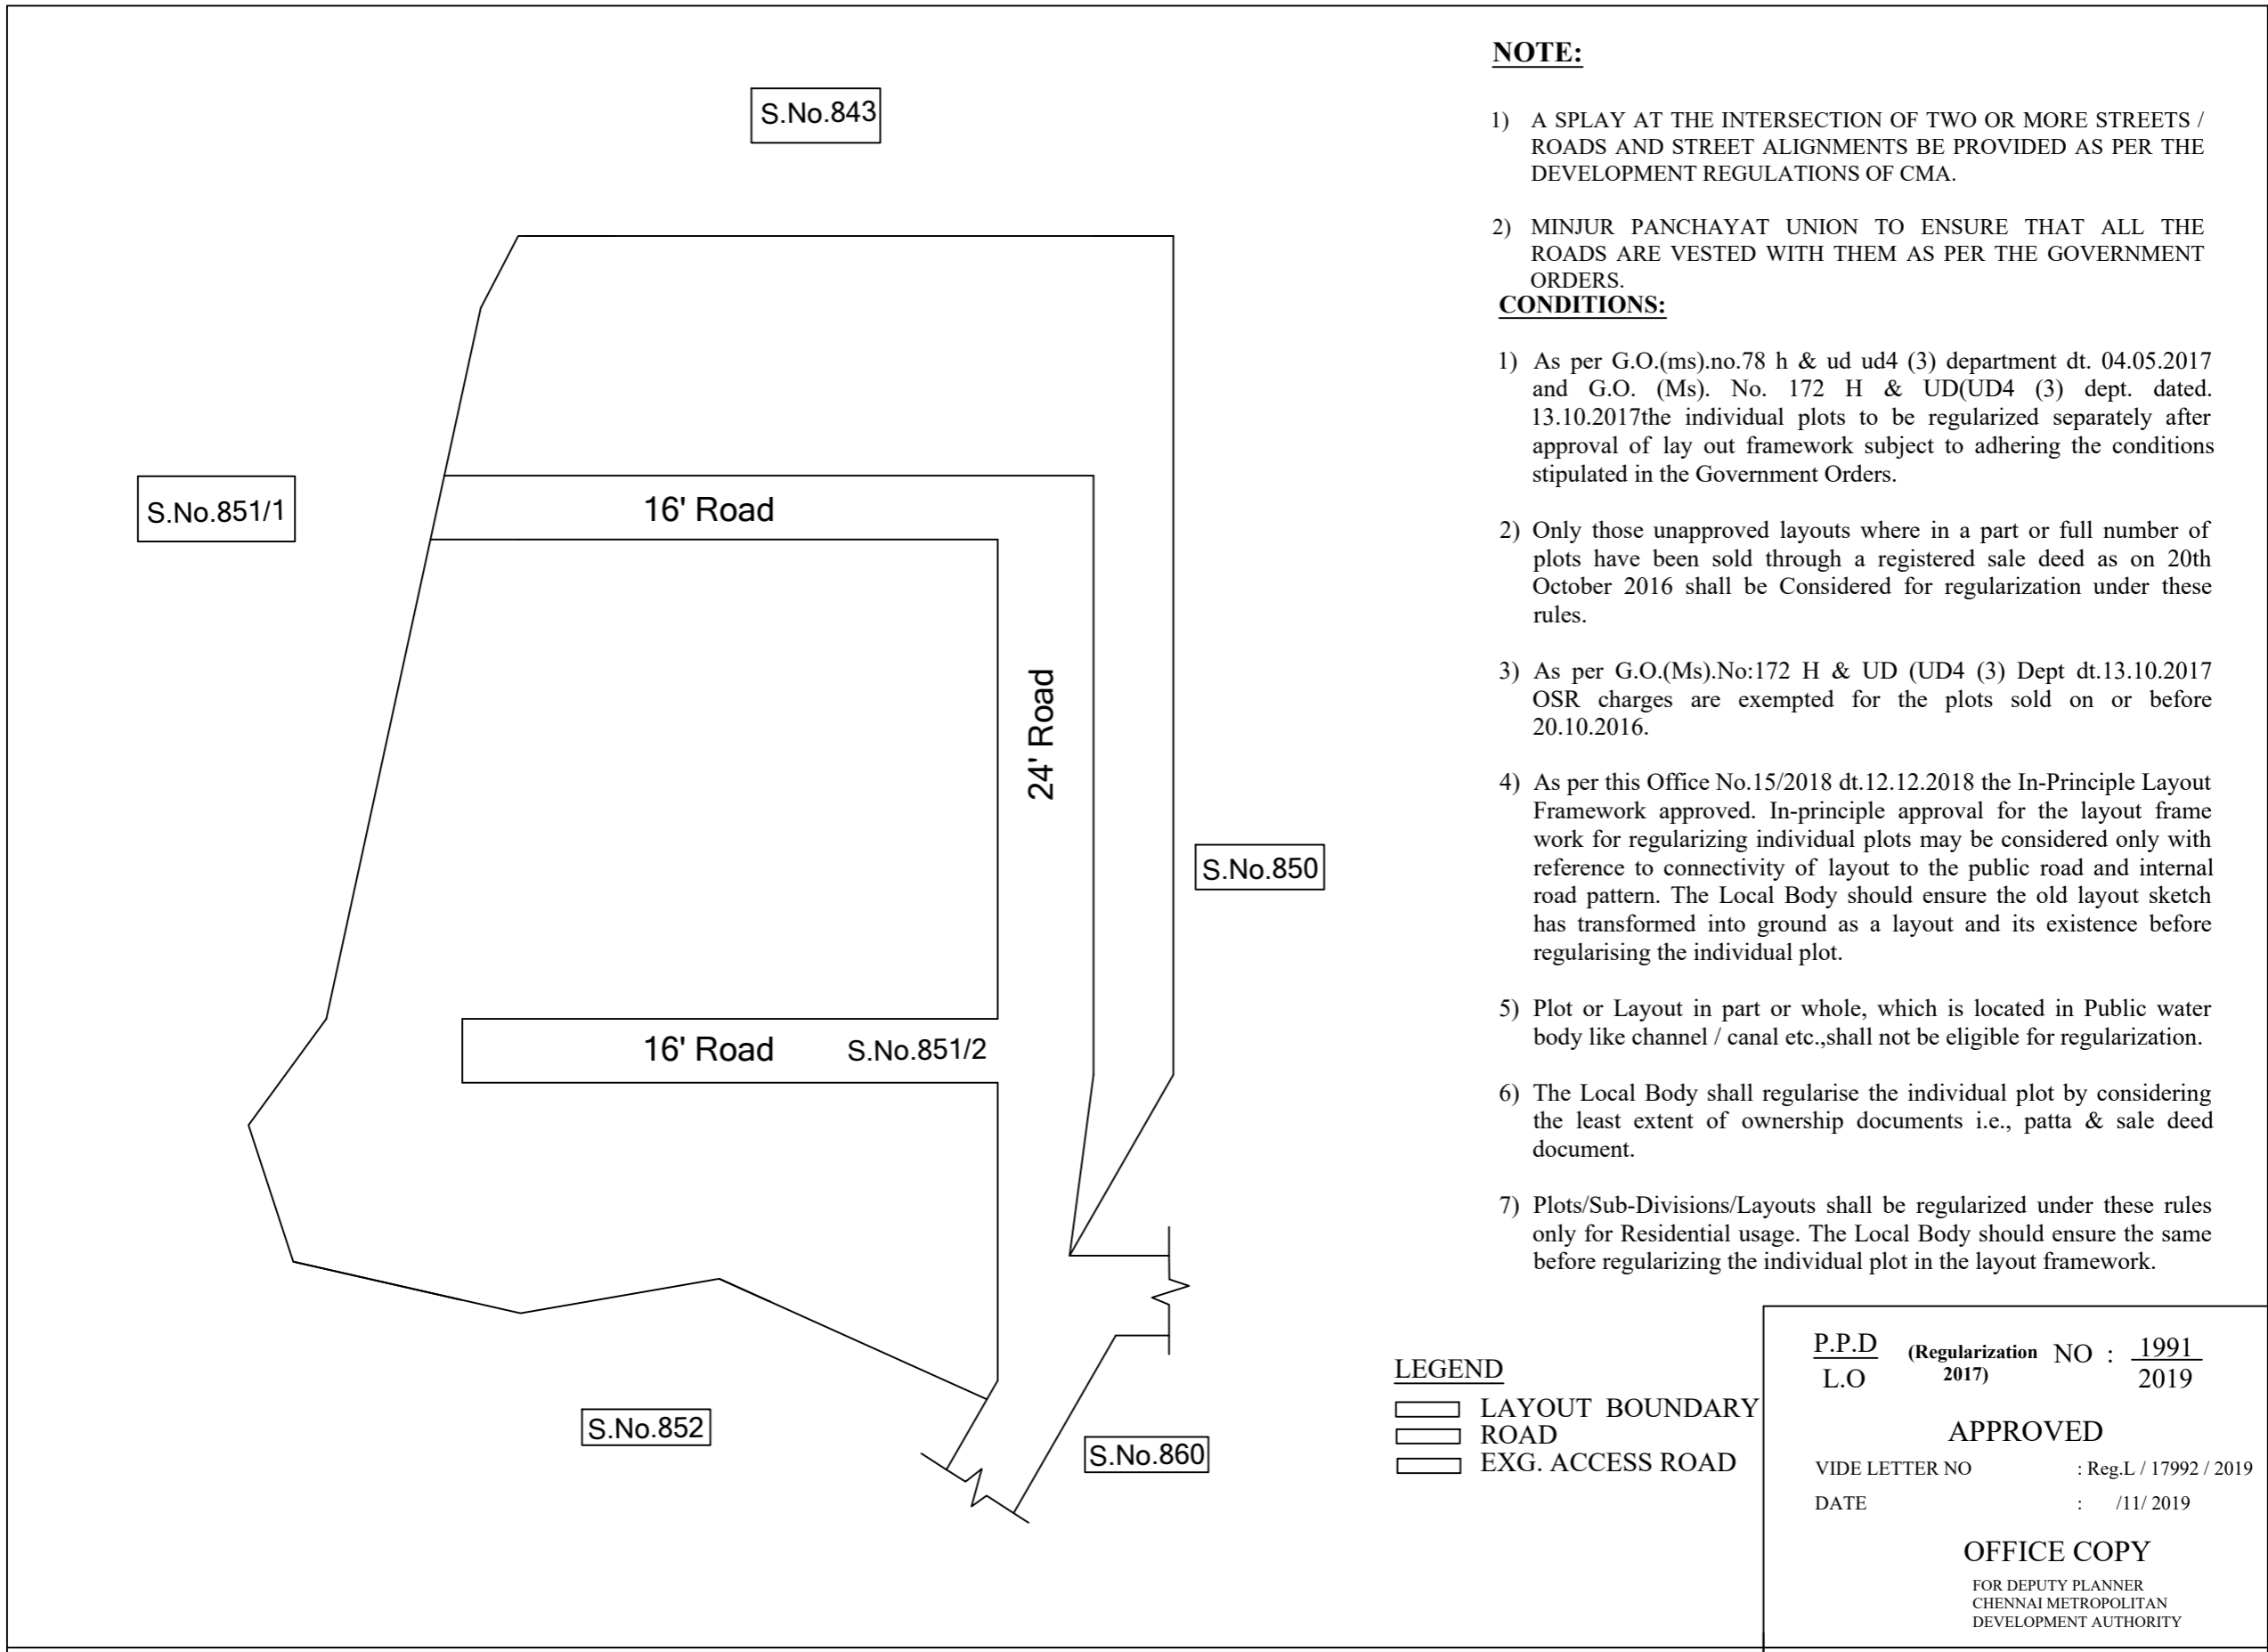 S.No.843
S.No.851/1
16' Road
24' Road
S.No.850
16' Road
S.No.851/2
S.No.852
S.No.860
NOTE:
1) A SPLAY AT THE INTERSECTION OF TWO OR MORE STREETS /
ROADS AND STREET ALIGNMENTS BE PROVIDED AS PER THE
DEVELOPMENT REGULATIONS OF CMA.
2) MINJUR PANCHAYAT UNION TO ENSURE THAT ALL THE
ROADS ARE VESTED WITH THEM AS PER THE GOVERNMENT
ORDERS.
CONDITIONS:
1) As per G.O.(ms).no.78 h & ud ud4 (3) department dt. 04.05.2017
and G.O. (Ms). No. 172 H & UD(UD4 (3) dept. dated.
13.10.2017the individual plots to be regularized separately after
approval of lay out framework subject to adhering the conditions
stipulated in the Government Orders.
2) Only those unapproved layouts where in a part or full number of
plots have been sold through a registered sale deed as on 20th
October 2016 shall be Considered for regularization under these
rules.
3) As per G.O.(Ms).No:172 H & UD (UD4 (3) Dept dt.13.10.2017
OSR charges are exempted for the plots sold on or before
20.10.2016.
4) As per this Office No.15/2018 dt.12.12.2018 the In-Principle Layout
Framework approved. In-principle approval for the layout frame
work for regularizing individual plots may be considered only with
reference to connectivity of layout to the public road and internal
road pattern. The Local Body should ensure the old layout sketch
has transformed into ground as a layout and its existence before
regularising the individual plot.
5) Plot or Layout in part or whole, which is located in Public water
body like channel / canal etc.,shall not be eligible for regularization.
6) The Local Body shall regularise the individual plot by considering
the least extent of ownership documents i.e., patta & sale deed
document.
7) Plots/Sub-Divisions/Layouts shall be regularized under these rules
only for Residential usage. The Local Body should ensure the same
before regularizing the individual plot in the layout framework.
LEGEND
LAYOUT BOUNDARY
ROAD
EXG. ACCESS ROAD
P.P.D (Regularization NO : 1991
L.O 2017) 2019
APPROVED
VIDE LETTER NO : Reg.L / 17992 / 2019
DATE : /11/ 2019
OFFICE COPY
FOR DEPUTY PLANNER
CHENNAI METROPOLITAN
DEVELOPMENT AUTHORITY